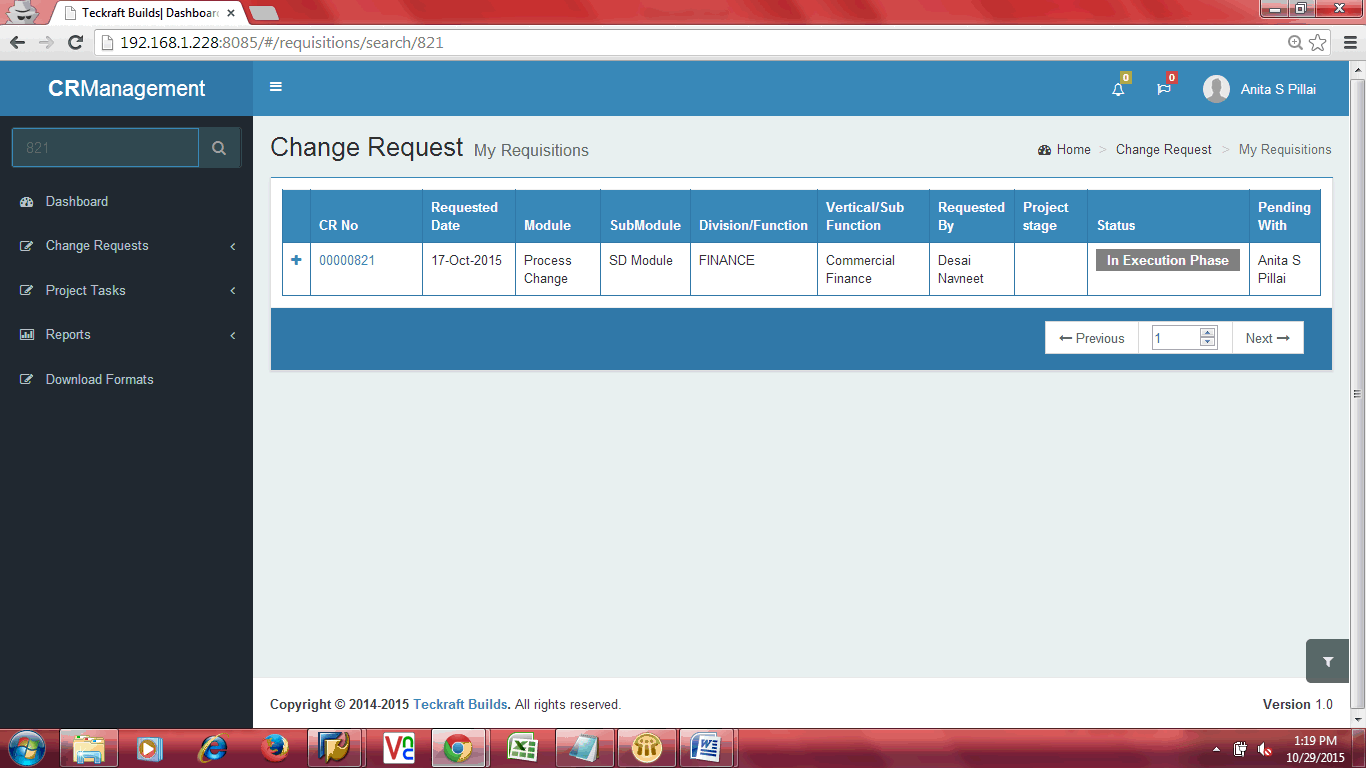 Teckraft Builds| Dashboar
192.168.1.228:8085/#/requisitions/search/821
CRManagement
0
0
Anita S Pillai
821
Dashboard
Change Requests
Project Tasks
Reports
Download Formats
Change Request My Requisitions
Home > Change Request > My Requisitions
CR No
Requested
Date
Module
SubModule
Division/Function
Vertical/Sub
Function
Requested
By
Project
stage
Status
Pending
With
00000821
17-Oct-2015
Process
Change
SD Module
FINANCE
Commercial
Finance
Desai
Navneet
In Execution Phase
Anita S
Pillai
Previous
1
Next
Copyright © 2014-2015 Teckraft Builds. All rights reserved.
Version 1.0
1:19 PM
10/29/2015